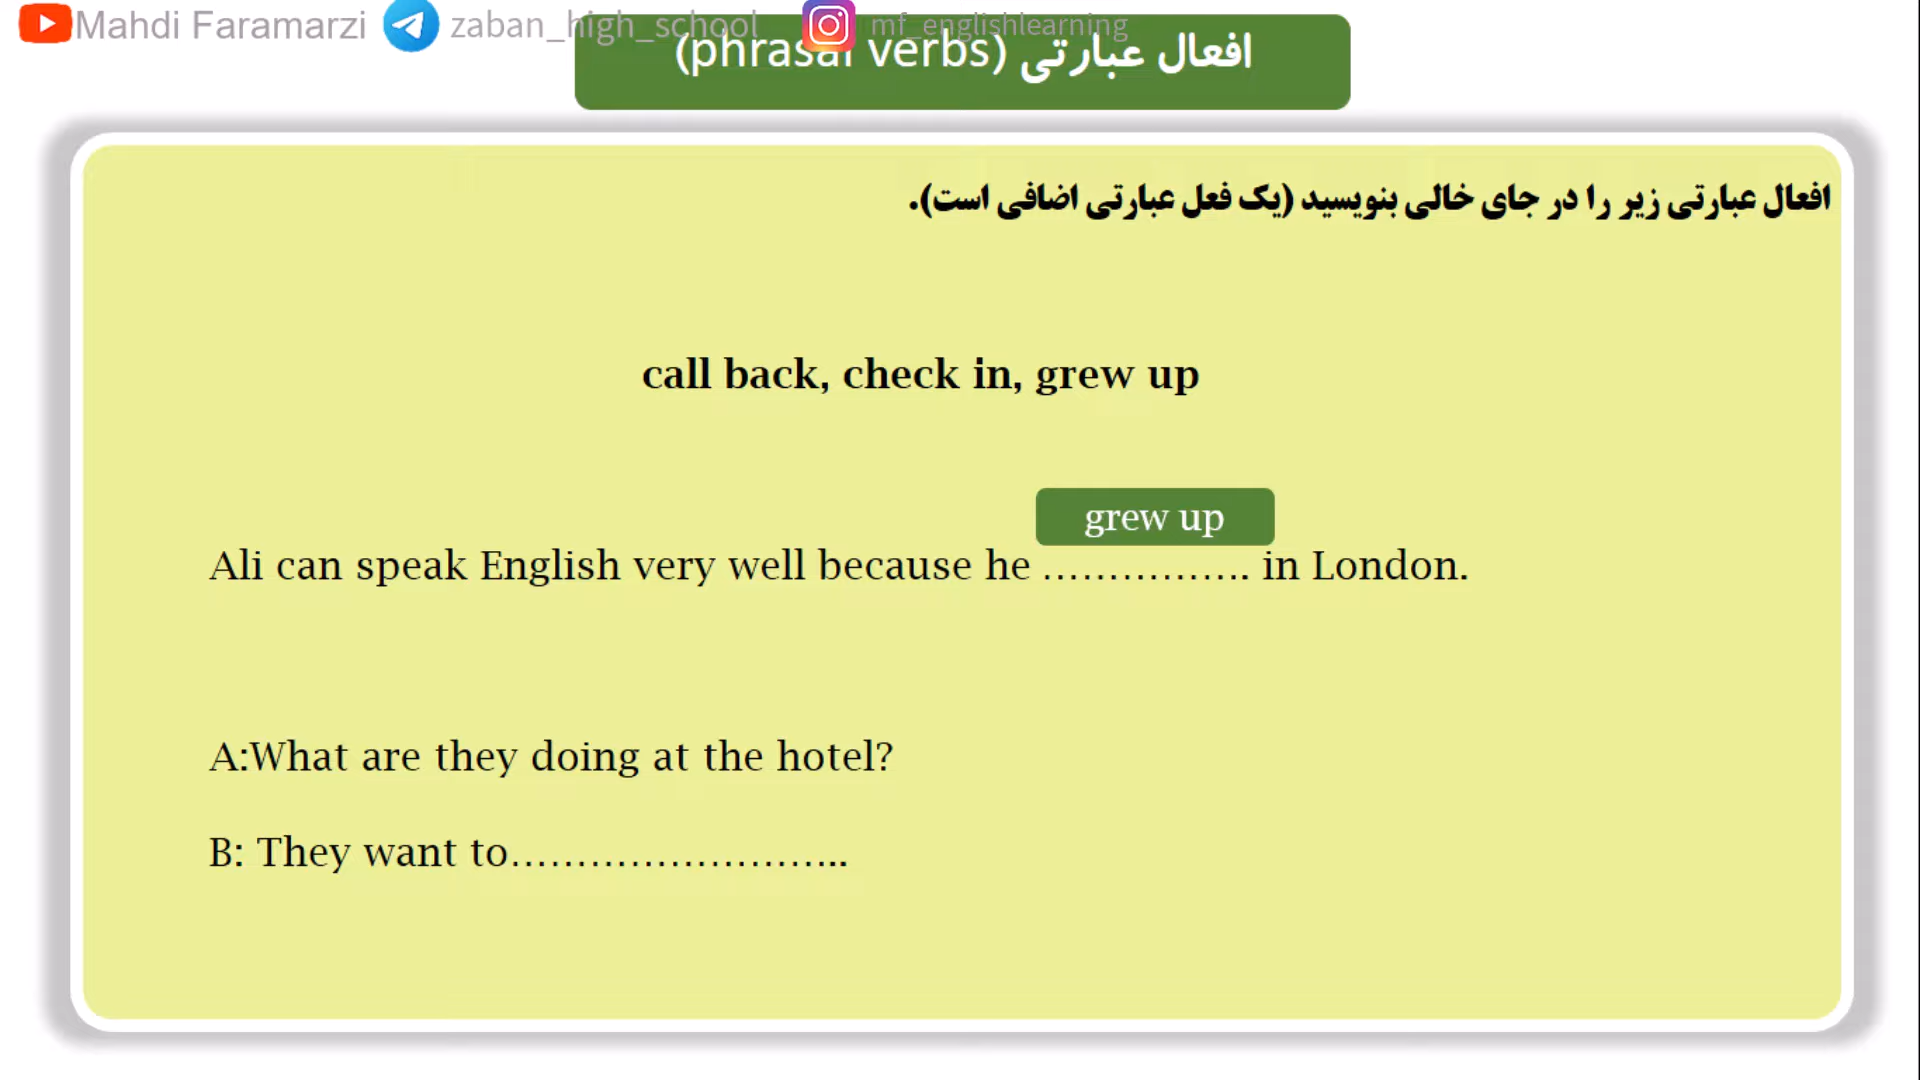 Mahdi Faramarzi zaban_high_school mf_englishlearning
افعال عبارتی (phrasal verbs)
افعال عبارتی زیر را در جای خالی بنویسید (یک فعل عبارتی اضافی است).
call back, check in, grew up
grew up
Ali can speak English very well because he ................ in London.
A:What are they doing at the hotel?
B: They want to..........................